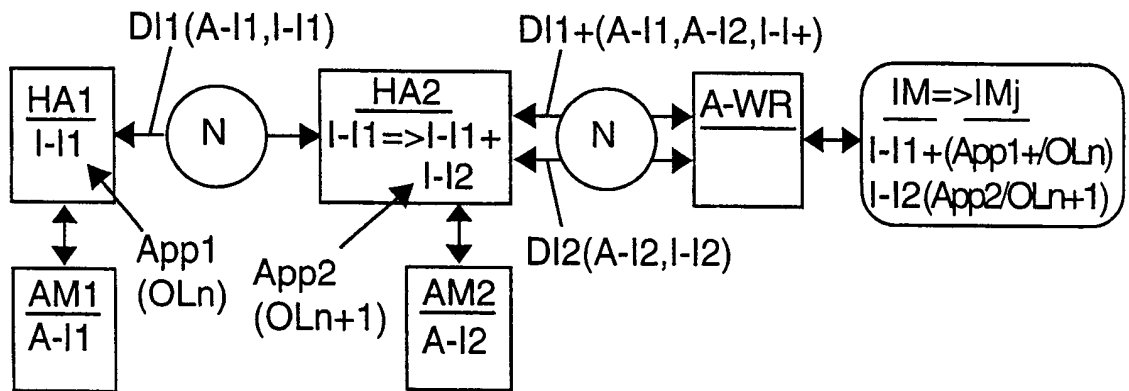 DI1(A-I1,I-I1)
DI1+(A-I1,A-I2,I-I+)
HA1
I-I1
N
HA2
I-I1=>I-I1+
I-I2
N
A-WR
IM=>IMj
I-I1+(App1+/OLn)
I-I2(App2/OLn+1)
App1
(OLn)
App2
(OLn+1)
DI2(A-I2,I-I2)
AM1
A-I1
AM2
A-I2